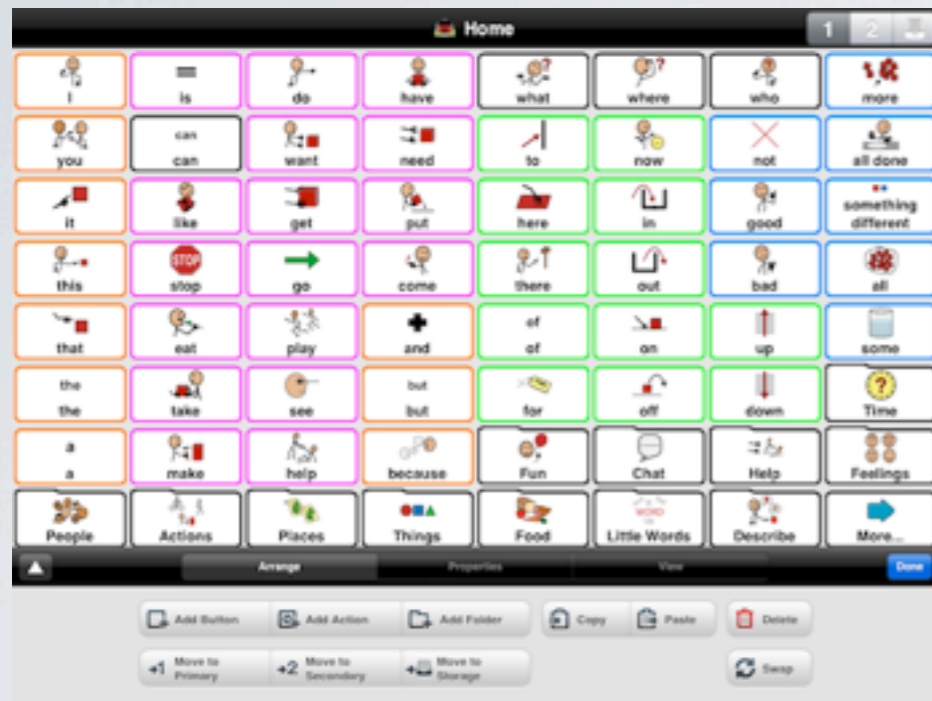 Home
1 2
I is do have what where who more
you can can want need to now not all done
it like get put here in good something different
this STOP stop go come there out bad all
that eat play and of of on up some
the the take see but but for off down Time
a a make help because Fun Chat Help Feelings
People Actions Places Things Food WORD Little Words Describe More...
Arrange Properties View Done
Add Button Add Action Add Folder Copy Paste Delete
1 Move to Primary 2 Move to Secondary Move to Storage Swap